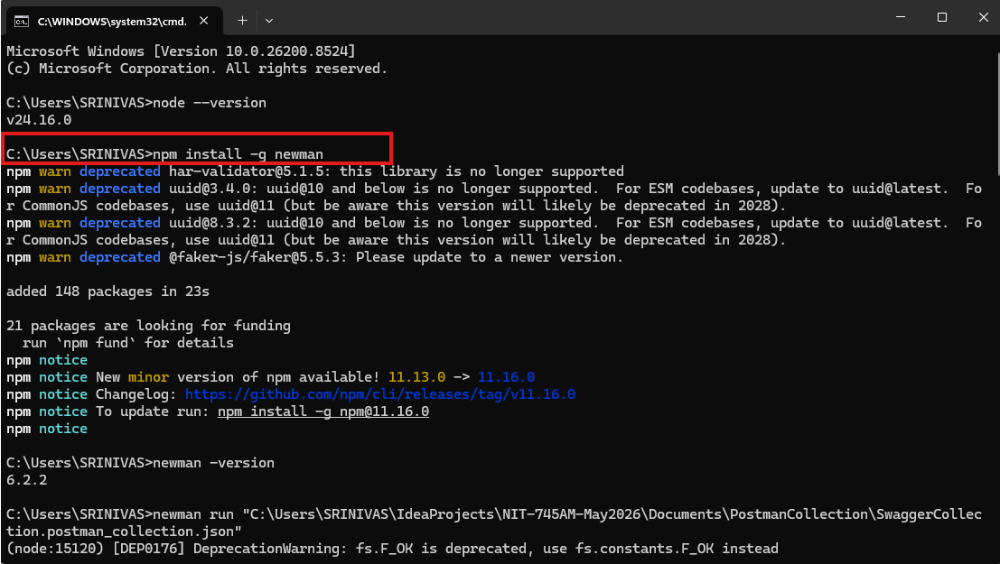 C:\WINDOWS\system32\cmd.
Microsoft Windows [Version 10.0.26200.8524]
(c) Microsoft Corporation. All rights reserved.
C:\Users\SRINIVAS>node --version
v24.16.0
C:\Users\SRINIVAS>npm install -g newman
npm warn deprecated har-validator@5.1.5: this library is no longer supported
npm warn deprecated uuid@3.4.0: uuid@10 and below is no longer supported.  For ESM codebases, update to uuid@latest.  Fo
r CommonJS codebases, use uuid@11 (but be aware this version will likely be deprecated in 2028).
npm warn deprecated uuid@8.3.2: uuid@10 and below is no longer supported.  For ESM codebases, update to uuid@latest.  Fo
r CommonJS codebases, use uuid@11 (but be aware this version will likely be deprecated in 2028).
npm warn deprecated @faker-js/faker@5.5.3: Please update to a newer version.
added 148 packages in 23s
21 packages are looking for funding
  run `npm fund` for details
npm notice
npm notice New minor version of npm available! 11.13.0 -> 11.16.0
npm notice Changelog: https://github.com/npm/cli/releases/tag/v11.16.0
npm notice To update run: npm install -g npm@11.16.0
npm notice
C:\Users\SRINIVAS>newman -version
6.2.2
C:\Users\SRINIVAS>newman run "C:\Users\SRINIVAS\IdeaProjects\NIT-745AM-May2026\Documents\PostmanCollection\SwaggerCollec
tion.postman_collection.json"
(node:15120) [DEP0176] DeprecationWarning: fs.F_OK is deprecated, use fs.constants.F_OK instead